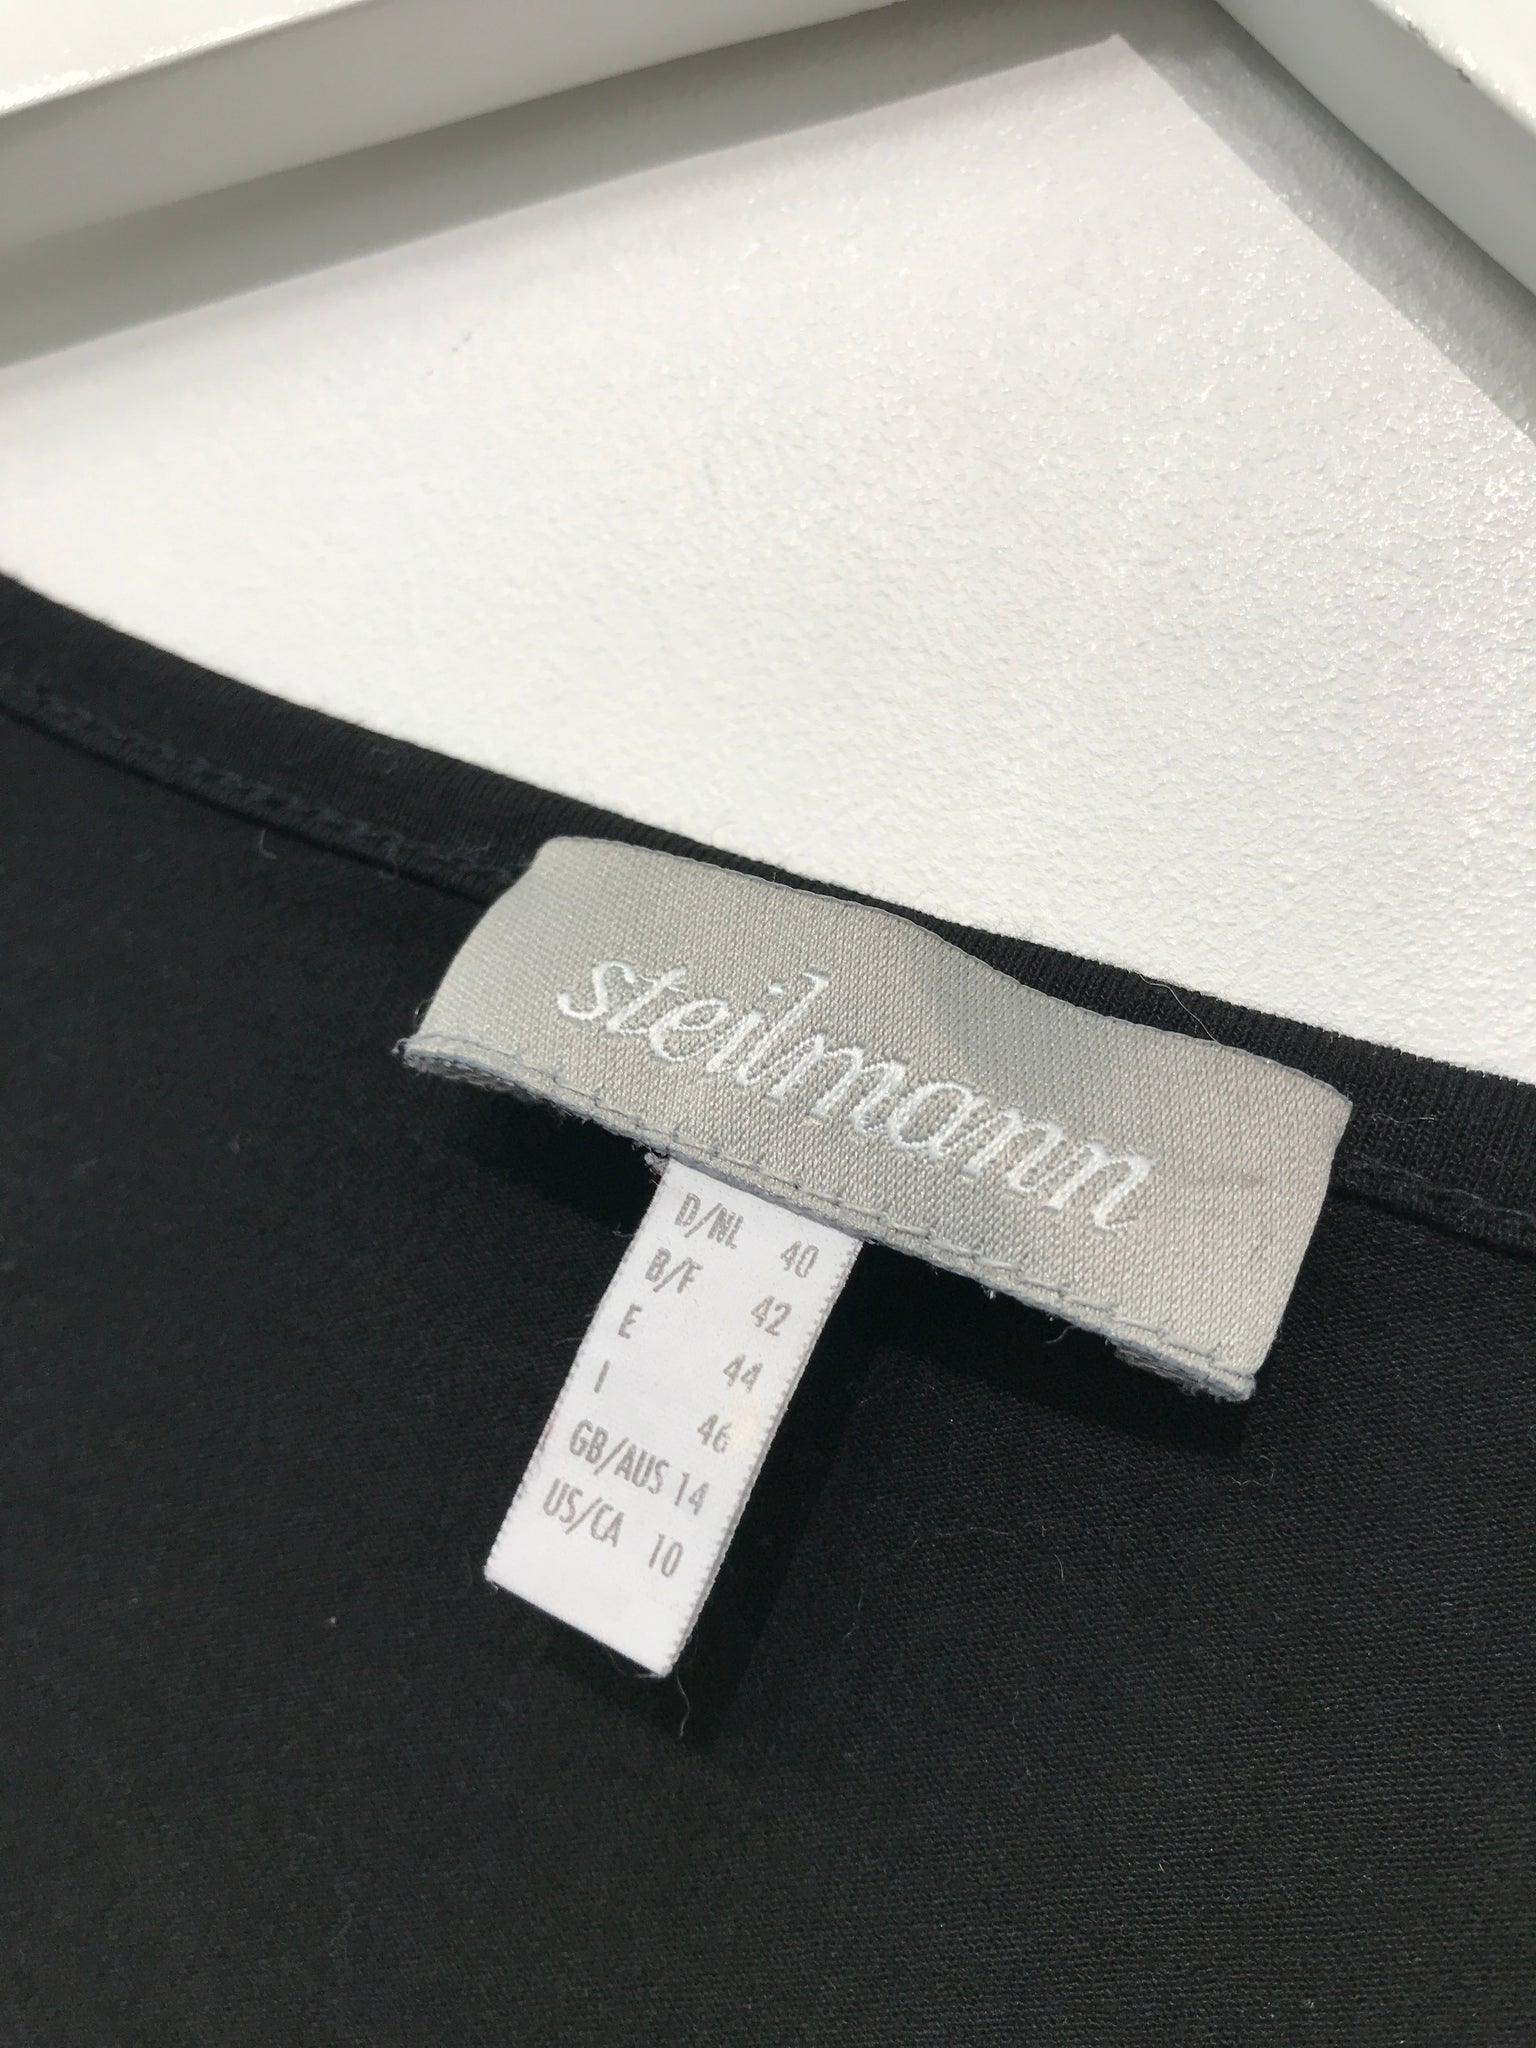 steilmann
D/NL 40
B/F 42
E 44
I 46
GB/AUS 14
US/CA 10